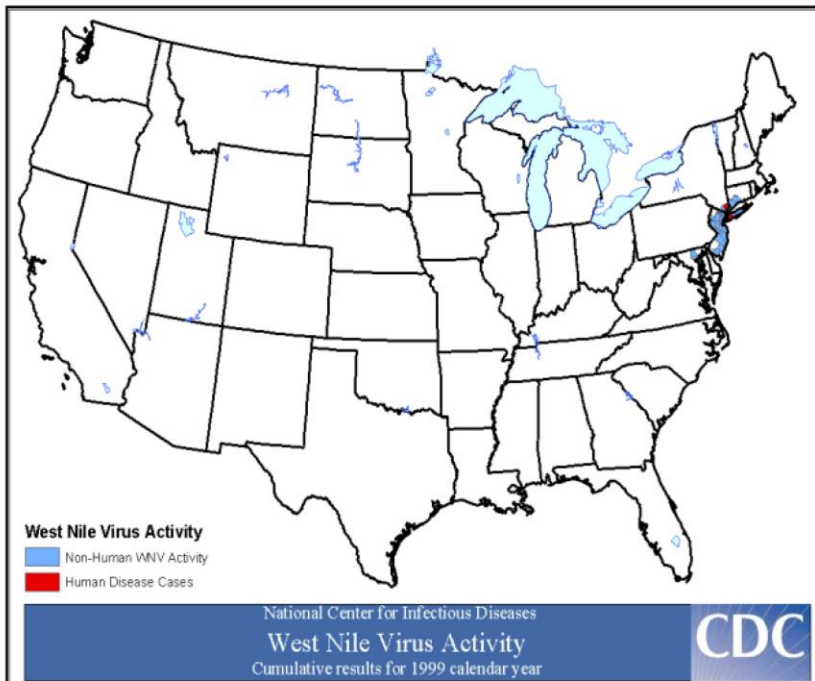 West Nile Virus Activity
Non-Human WNV Activity
Human Disease Cases
National Center for Infectious Diseases
West Nile Virus Activity
Cumulative results for 1999 calendar year
CDC